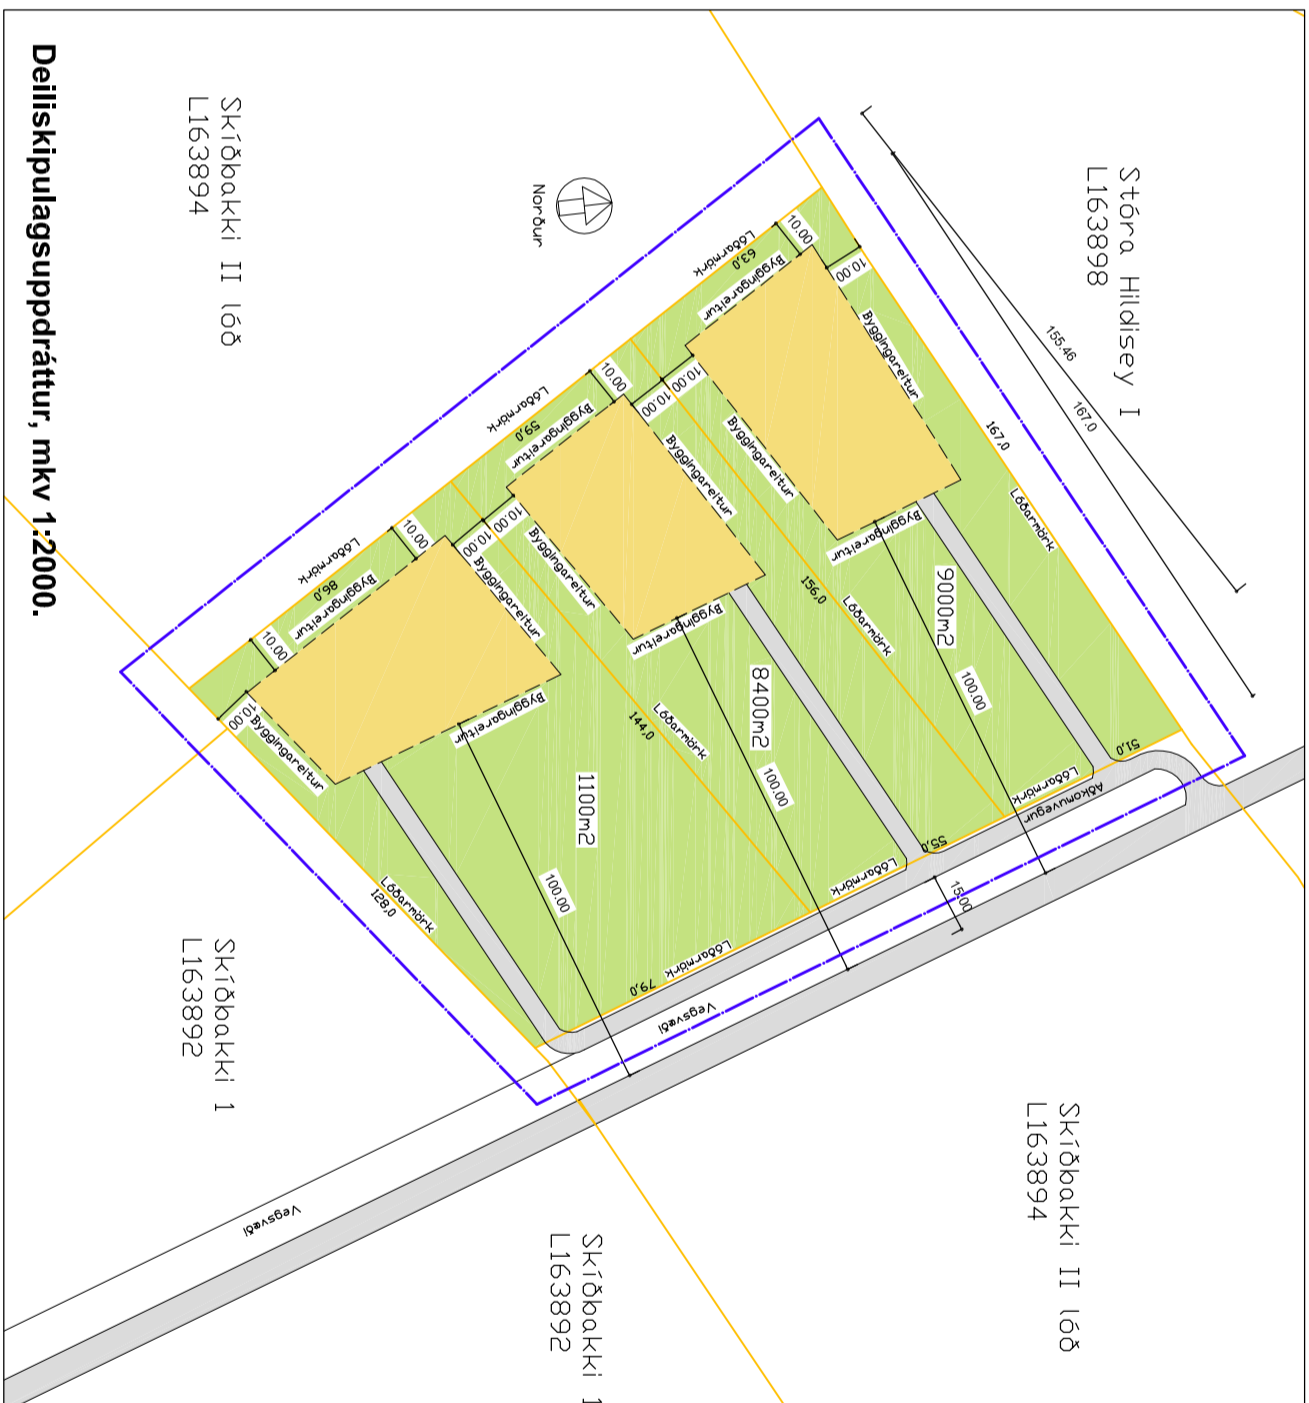 Stóra Hildisey I
L163898
155.46
167.0
Skíðbakki II lóð
L163894
Norður
10.00
10.00
Lóðarmörk
63,0
Byggingareitur
Byggingareitur
167,0
Lóðarmörk
Byggingareitur
Byggingareitur
9000m2
100.00
51,0
Lóðarmörk
Aðkomuvegur
10.00
10.00
156,0
Lóðarmörk
10.00
Lóðarmörk
59,0
Byggingareitur
Byggingareitur
Byggingareitur
Byggingareitur
8400m2
100.00
55,0
Lóðarmörk
15.00
10.00
10.00
144,0
Lóðarmörk
10.00
Lóðarmörk
86,0
Byggingareitur
Byggingareitur
Byggingareitur
Byggingareitur
10.00
10.00
1100m2
100.00
79,0
Lóðarmörk
Lóðarmörk
128,0
Vegsvæði
Vegsvæði
Skíðbakki 1
L163892
Skíðbakki II lóð
L163894
Skíðbakki 1
L163892
Deiliskipulagsuppdráttur, mkv 1:2000.